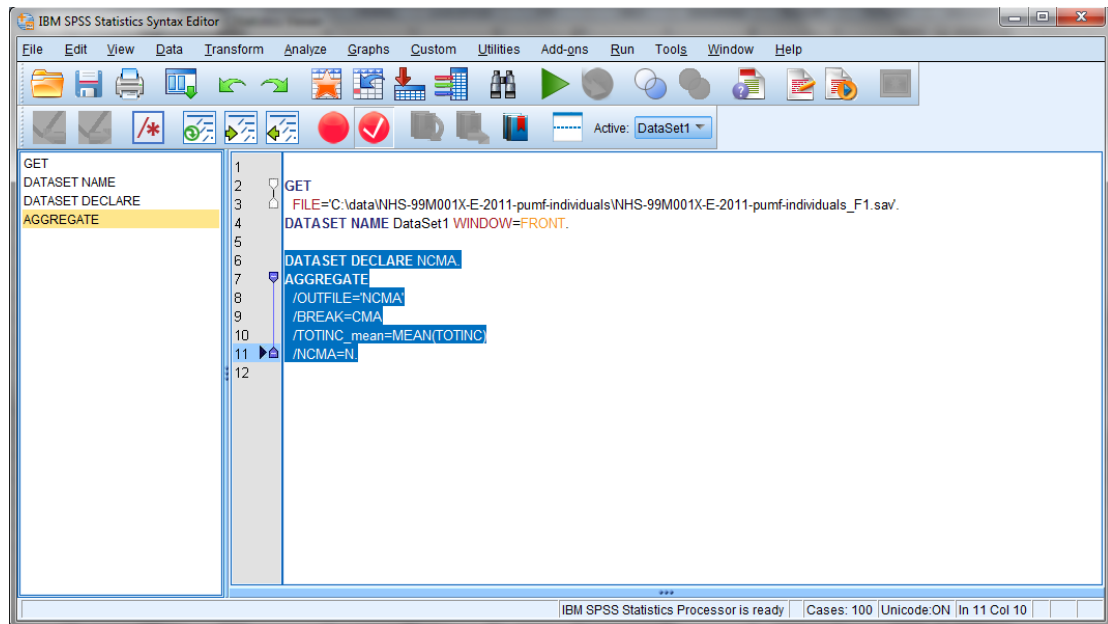 IBM SPSS Statistics Syntax Editor
File Edit View Data Transform Analyze Graphs Custom Utilities Add-ons Run Tools Window Help
Active: DataSet1
GET
DATASET NAME
DATASET DECLARE
AGGREGATE
1
2 GET
3 FILE='C:\data\NHS-99M001X-E-2011-pumf-individuals\NHS-99M001X-E-2011-pumf-individuals_F1.sav'.
4 DATASET NAME DataSet1 WINDOW=FRONT.
5
6 DATASET DECLARE NCMA.
7 AGGREGATE
8 /OUTFILE='NCMA'
9 /BREAK=CMA
10 /TOTINC_mean=MEAN(TOTINC)
11 /NCMA=N.
12
IBM SPSS Statistics Processor is ready Cases: 100 Unicode:ON In 11 Col 10